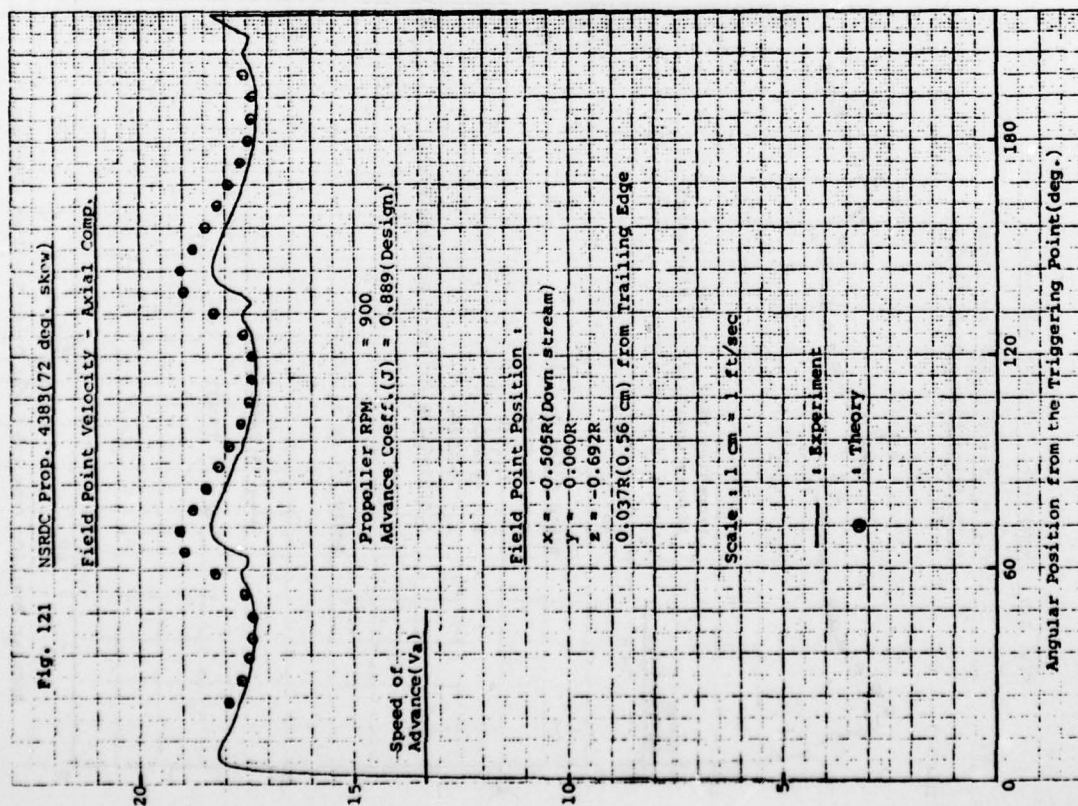 Fig. 121 NSRDC Prop. 4383(72 deg. skew)
Field Point Velocity - Axial Comp.
20
15
10
5
0
Speed of
Advance(Va)
Propeller RPM = 900
Advance Coeff.(J) = 0.889(Design)
Field Point Position :
x = -0.505R(Down stream)
y = 0.000R
z = -0.692R
0.037R(0.56 cm) from Trailing Edge
Scale : 1 cm = 1 ft/sec
: Experiment
: Theory
0
60
120
180
Angular Position from the Triggering Point(deg.)